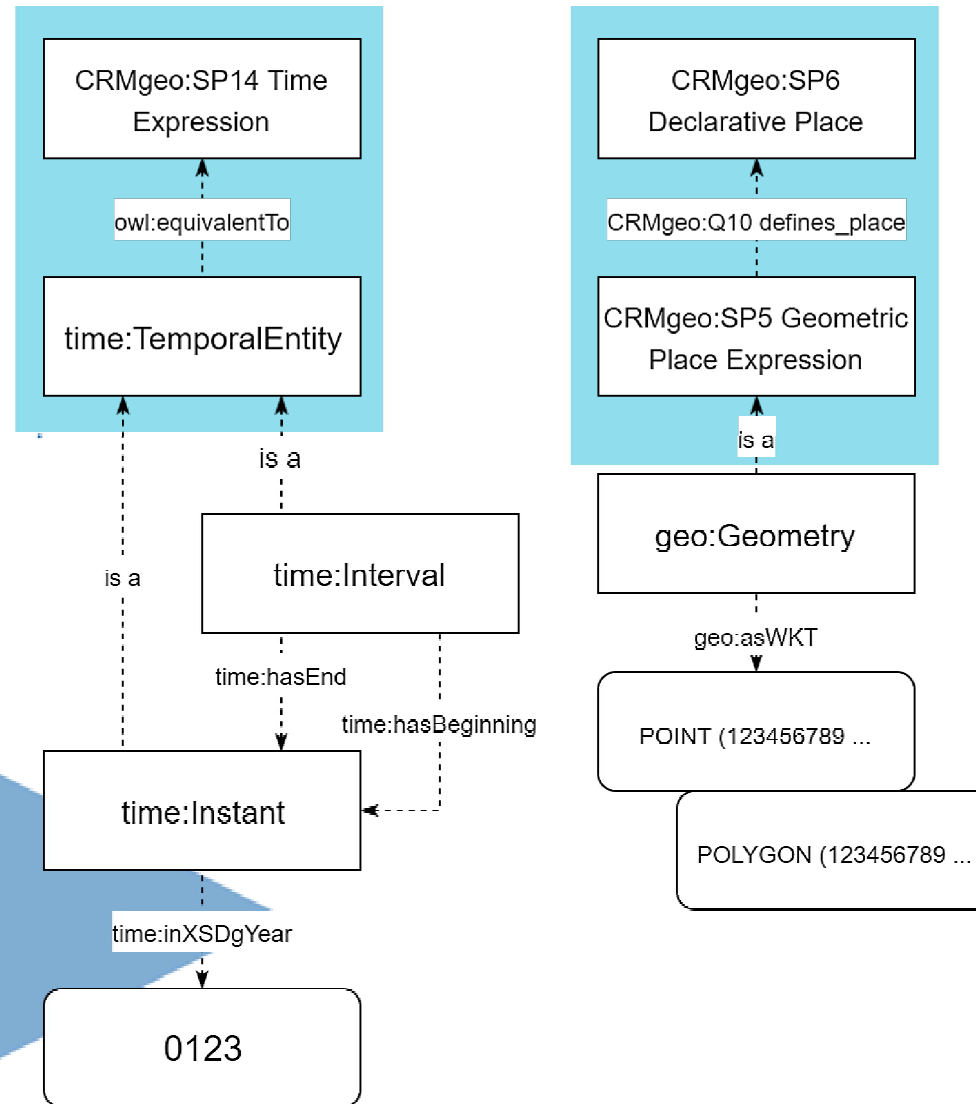 CRMgeo:SP14 Time
Expression
owl:equivalentTo
time:TemporalEntity
is a
time:Interval
is a
time:hasEnd
time:hasBeginning
time:Instant
time:inXSDgYear
0123
CRMgeo:SP6
Declarative Place
CRMgeo:Q10 defines_place
CRMgeo:SP5 Geometric
Place Expression
is a
geo:Geometry
geo:asWKT
POINT (123456789 ...
POLYGON (123456789 ...